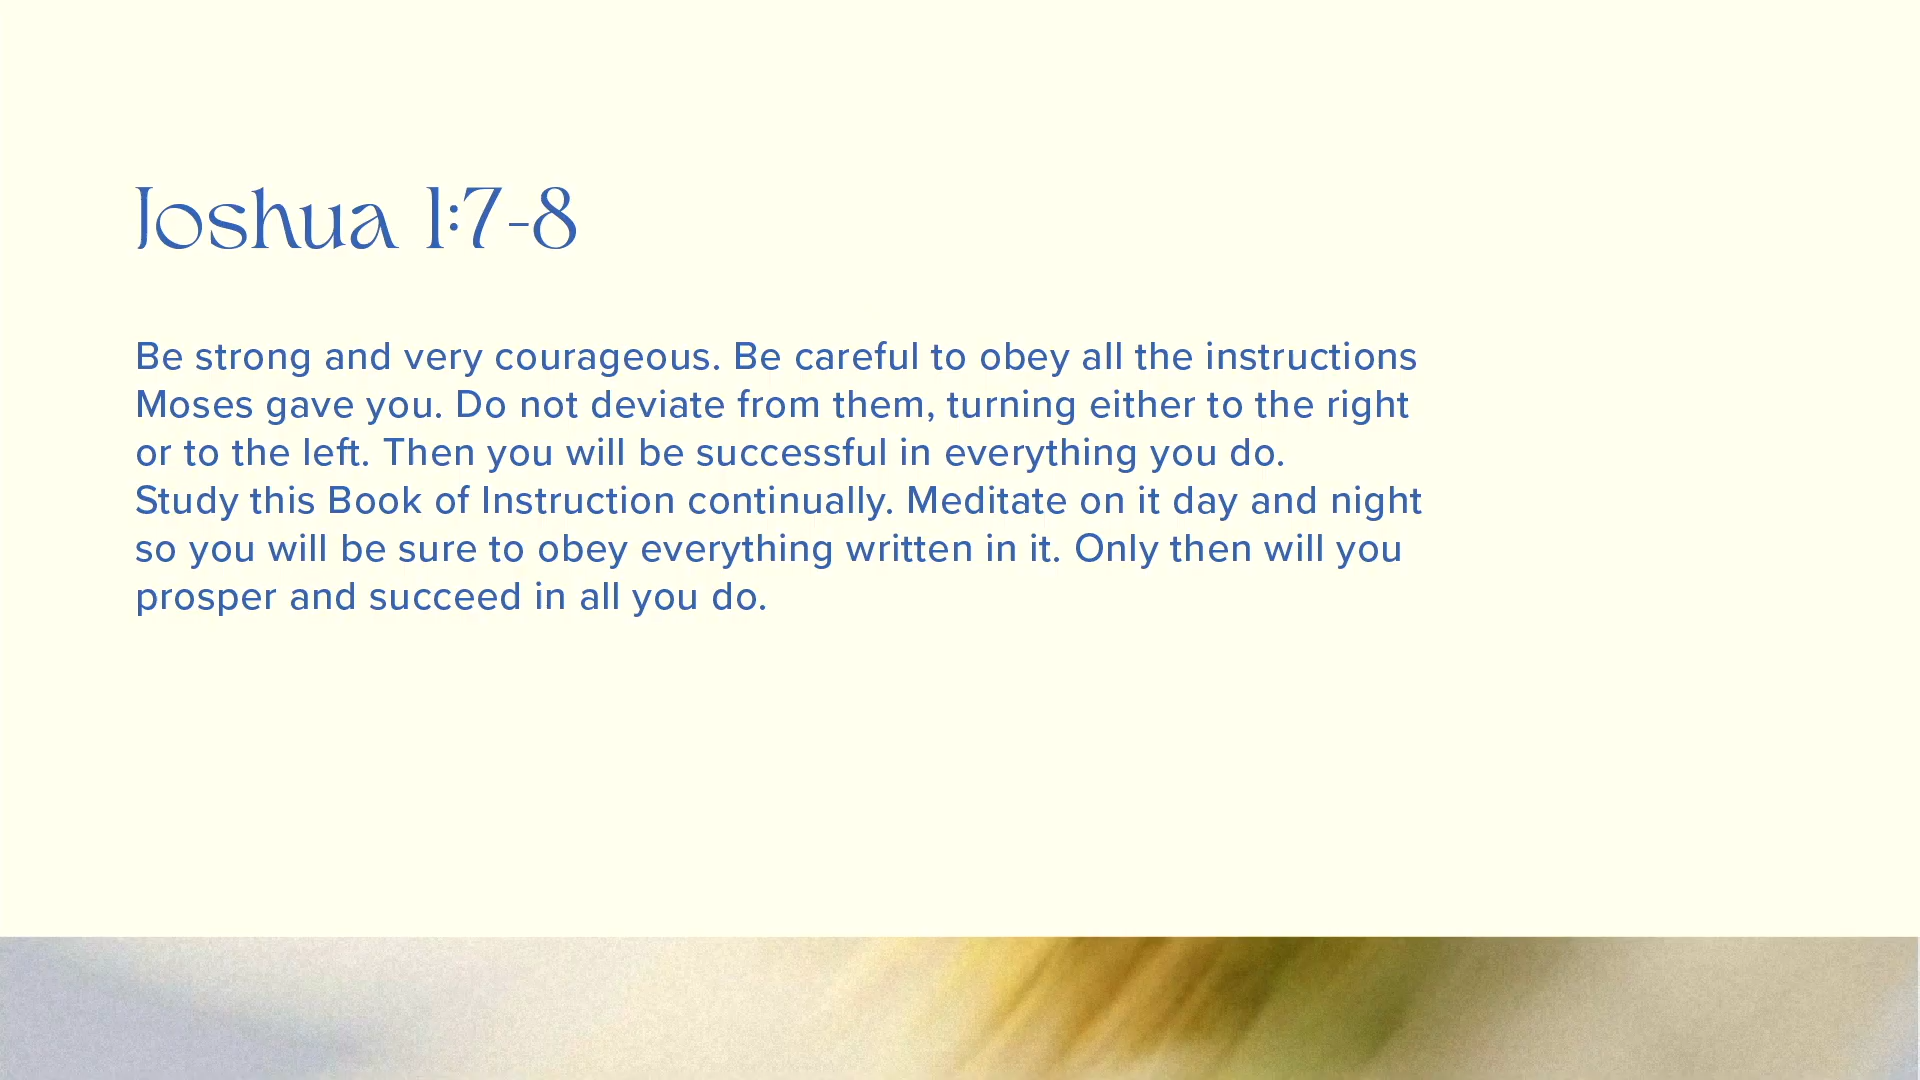 Joshua 1:7-8
Be strong and very courageous. Be careful to obey all the instructions
Moses gave you. Do not deviate from them, turning either to the right
or to the left. Then you will be successful in everything you do.
Study this Book of Instruction continually. Meditate on it day and night
so you will be sure to obey everything written in it. Only then will you
prosper and succeed in all you do.